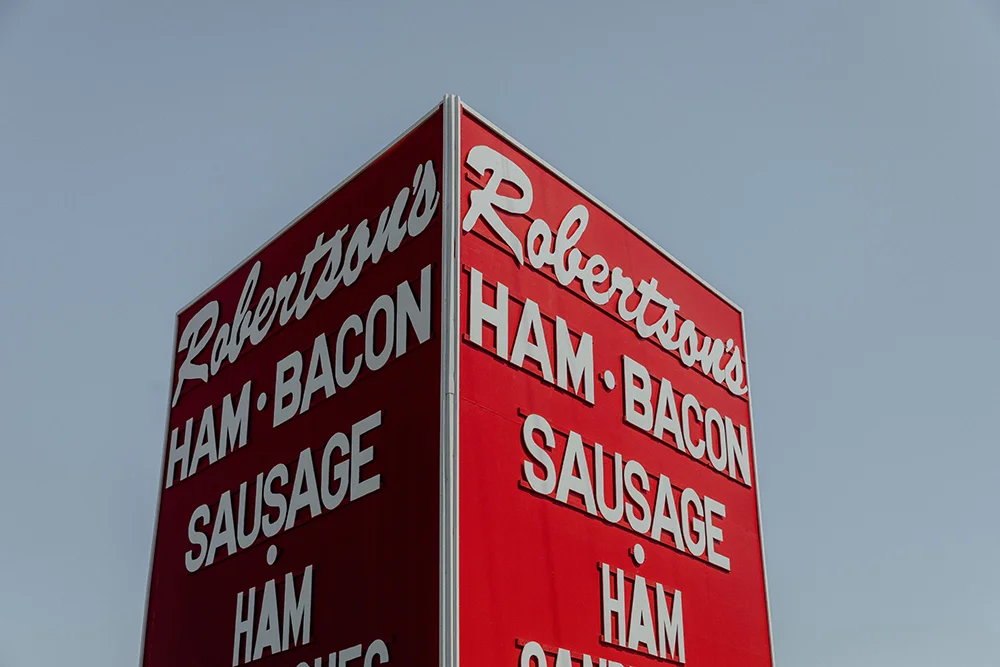 Robertson's
HAM · BACON
SAUSAGE
·
HAM
Robertson's
HAM · BACON
SAUSAGE
·
HAM